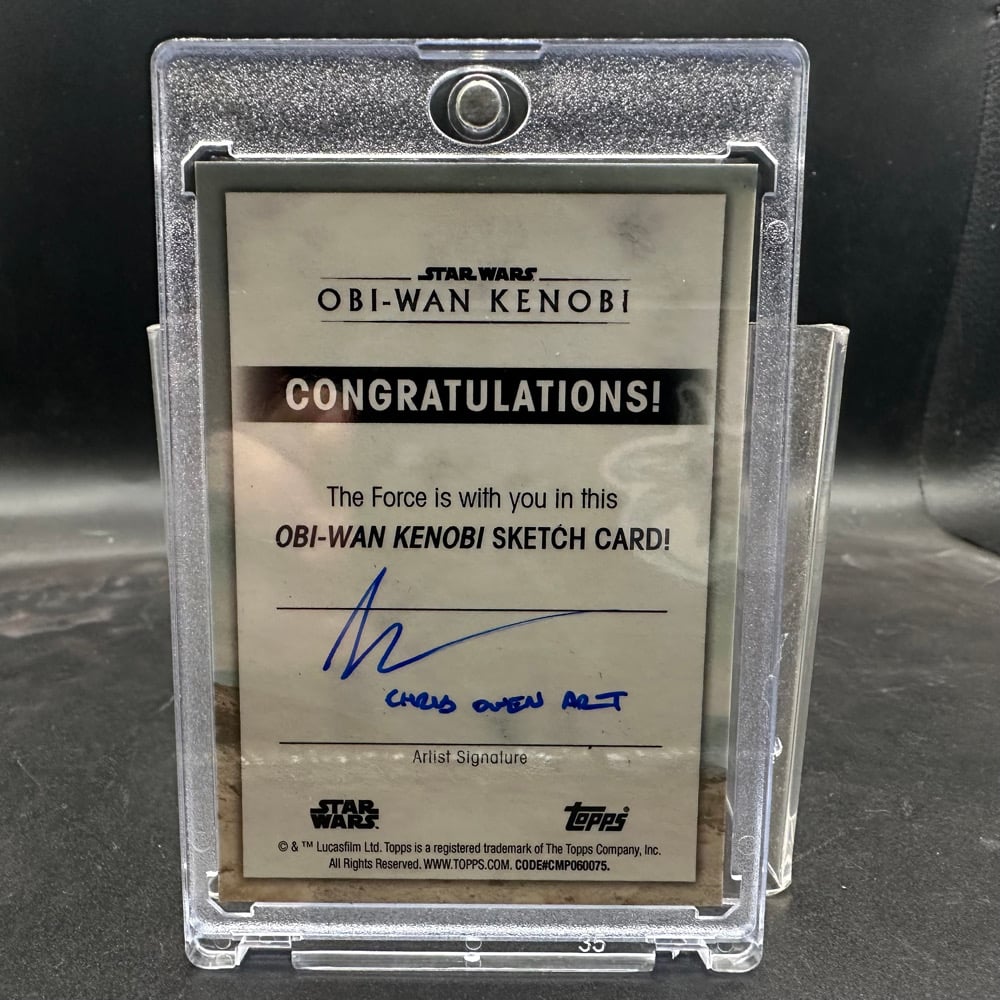 STAR WARS
OBI-WAN KENOBI
CONGRATULATIONS!
The Force is with you in this
OBI-WAN KENOBI SKETCH CARD!
CHRIS OWEN ART
Artist Signature
STAR WARS
topps
© & ™ Lucasfilm Ltd. Topps is a registered trademark of The Topps Company, Inc.
All Rights Reserved. WWW.TOPPS.COM. CODE#CMP060075.
35